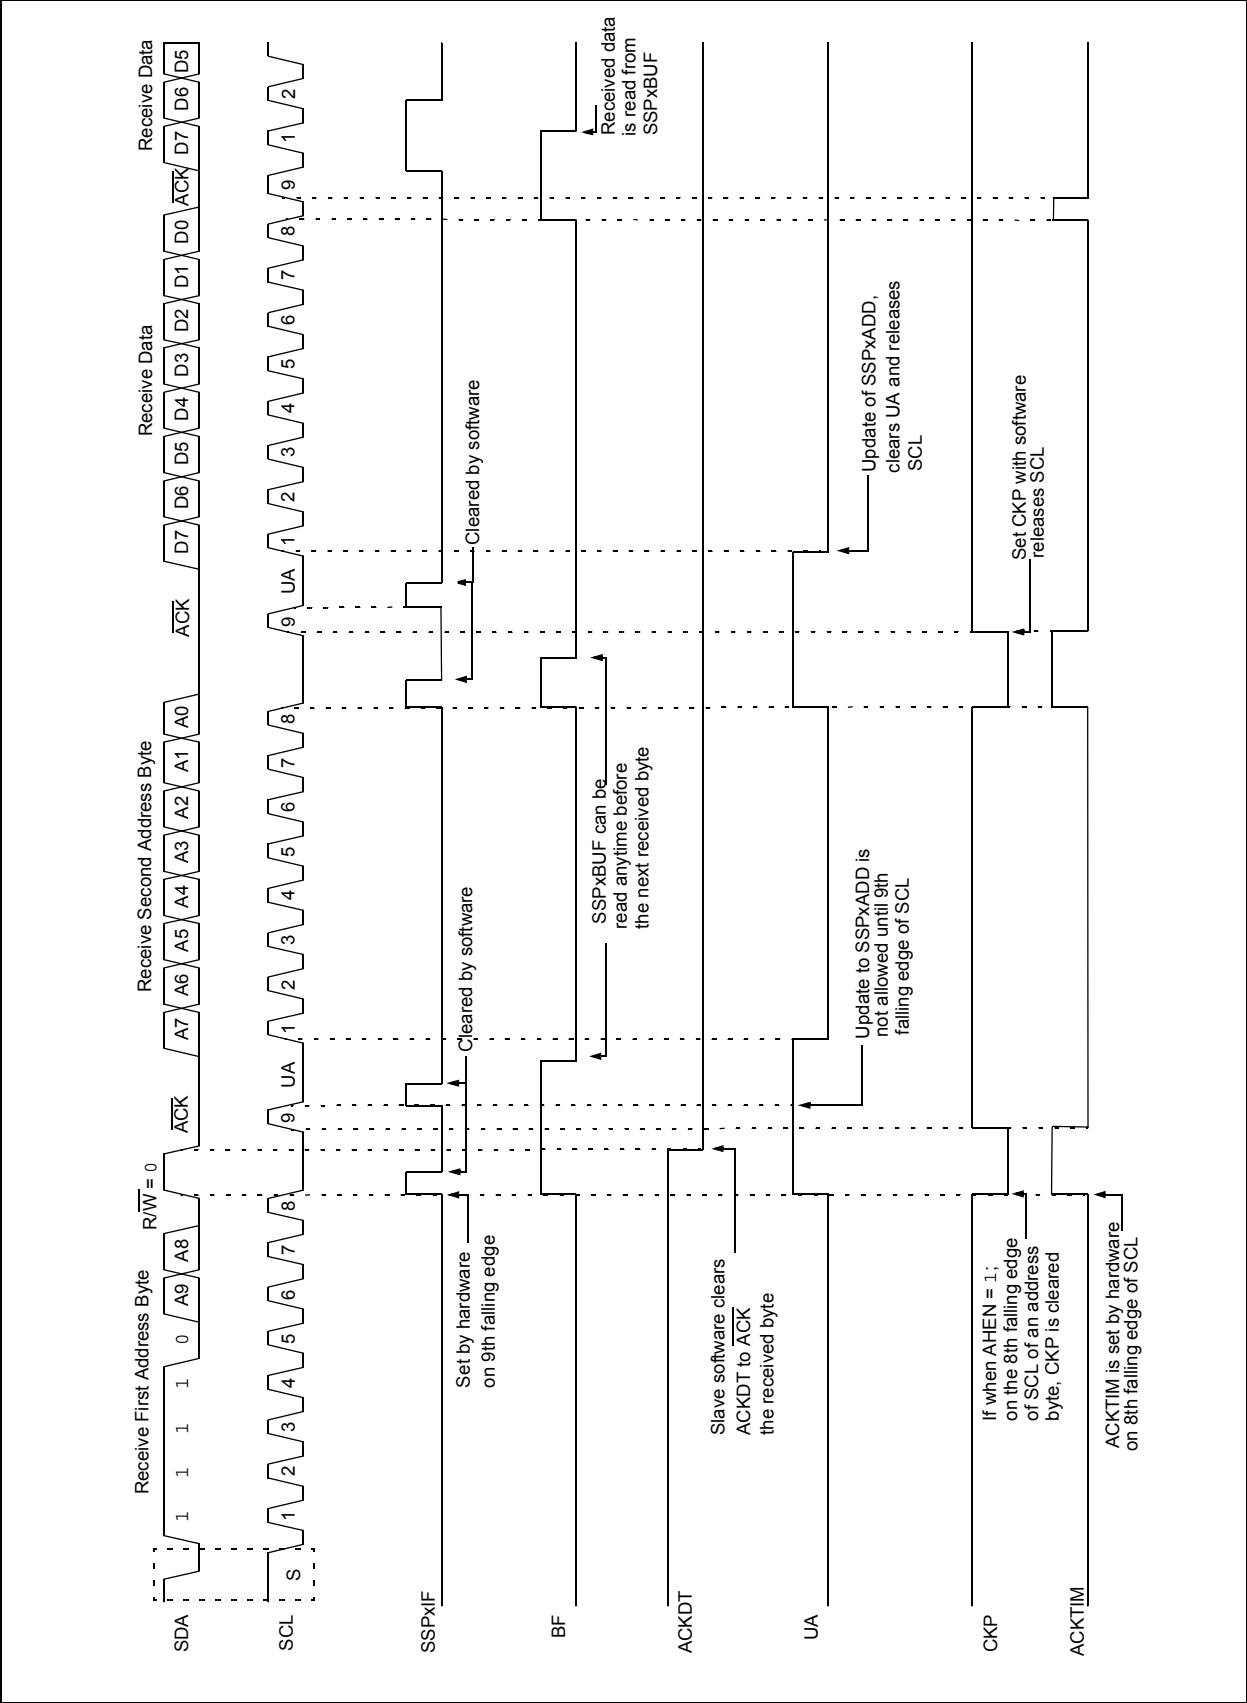 Receive First Address Byte
R/W = 0
Receive Second Address Byte
Receive Data
Receive Data
SDA
1 1 1 1 0 A9 A8 ACK A7 A6 A5 A4 A3 A2 A1 A0 ACK D7 D6 D5 D4 D3 D2 D1 D0 ACK D7 D6 D5
SCL
S 1 2 3 4 5 6 7 8 9 UA 1 2 3 4 5 6 7 8 9 UA 1 2 3 4 5 6 7 8 9 1 2
SSPxIF
Set by hardware
on 9th falling edge
Cleared by software
Cleared by software
BF
SSPxBUF can be
read anytime before
the next received byte
Received data
is read from
SSPxBUF
ACKDT
Slave software clears
ACKDT to ACK
the received byte
UA
Update to SSPxADD is
not allowed until 9th
falling edge of SCL
Update of SSPxADD,
clears UA and releases
SCL
CKP
If when AHEN = 1;
on the 8th falling edge
of SCL of an address
byte, CKP is cleared
Set CKP with software
releases SCL
ACKTIM
ACKTIM is set by hardware
on 8th falling edge of SCL